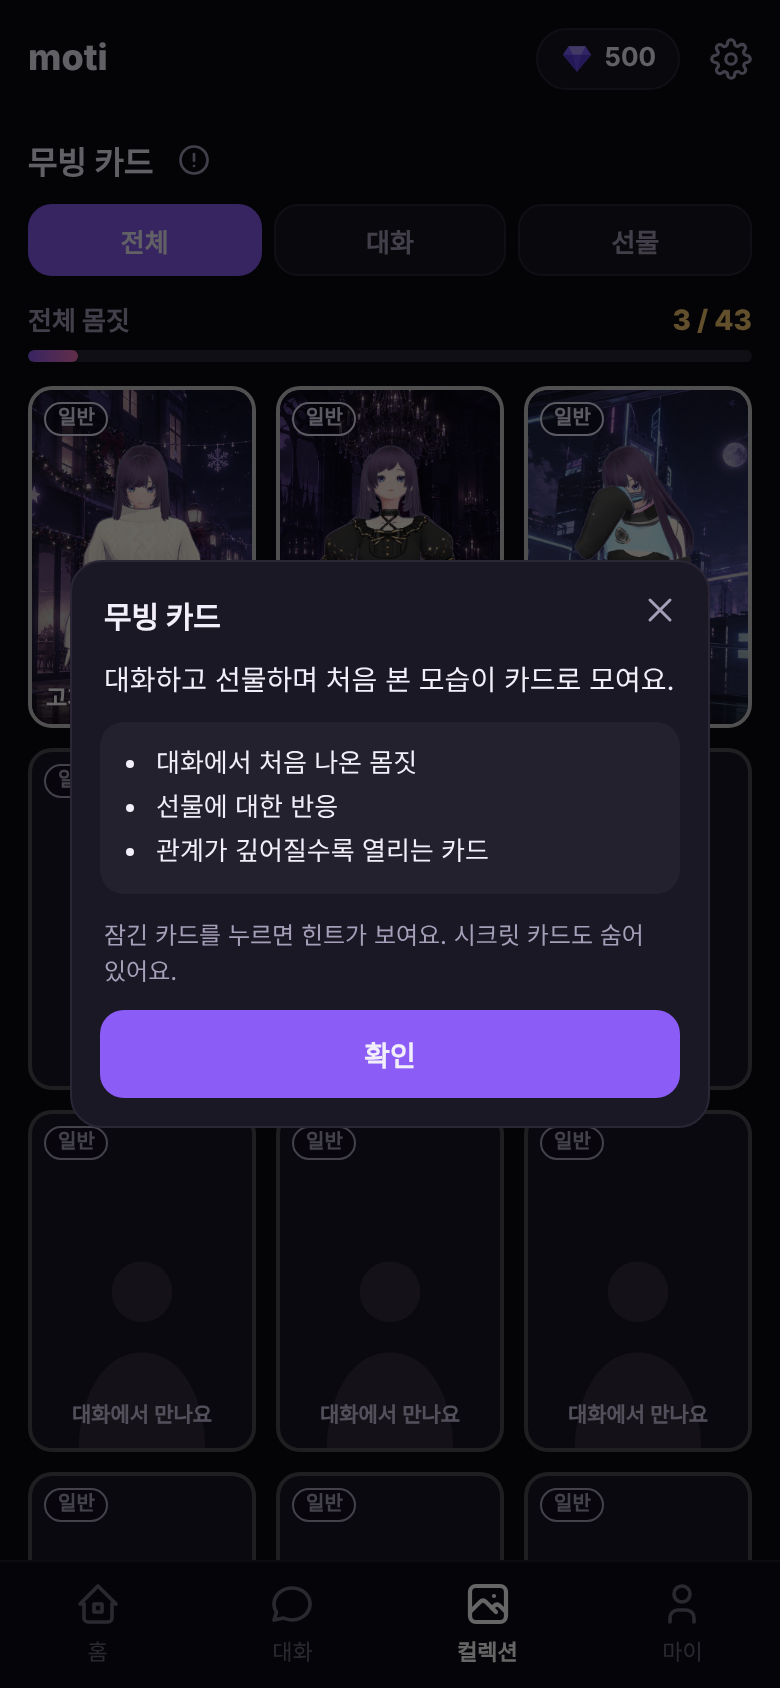 moti
500
무빙 카드
전체
대화
선물
전체 몸짓
3 / 43
일반
일반
일반
무빙 카드
대화하고 선물하며 처음 본 모습이 카드로 모여요.
• 대화에서 처음 나온 몸짓
• 선물에 대한 반응
• 관계가 깊어질수록 열리는 카드
잠긴 카드를 누르면 힌트가 보여요. 시크릿 카드도 숨어
있어요.
확인
일반
일반
일반
대화에서 만나요
대화에서 만나요
대화에서 만나요
일반
일반
일반
홈
대화
컬렉션
마이